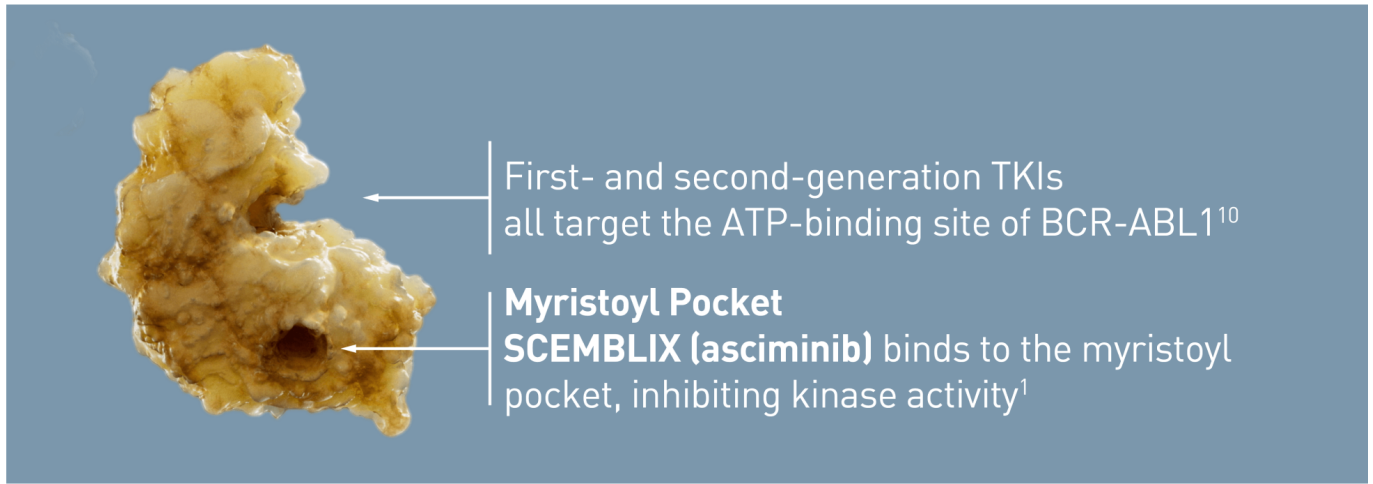 First- and second-generation TKIs
all target the ATP-binding site of BCR-ABL1¹⁰
Myristoyl Pocket
SCEMBLIX (asciminib) binds to the myristoyl
pocket, inhibiting kinase activity¹